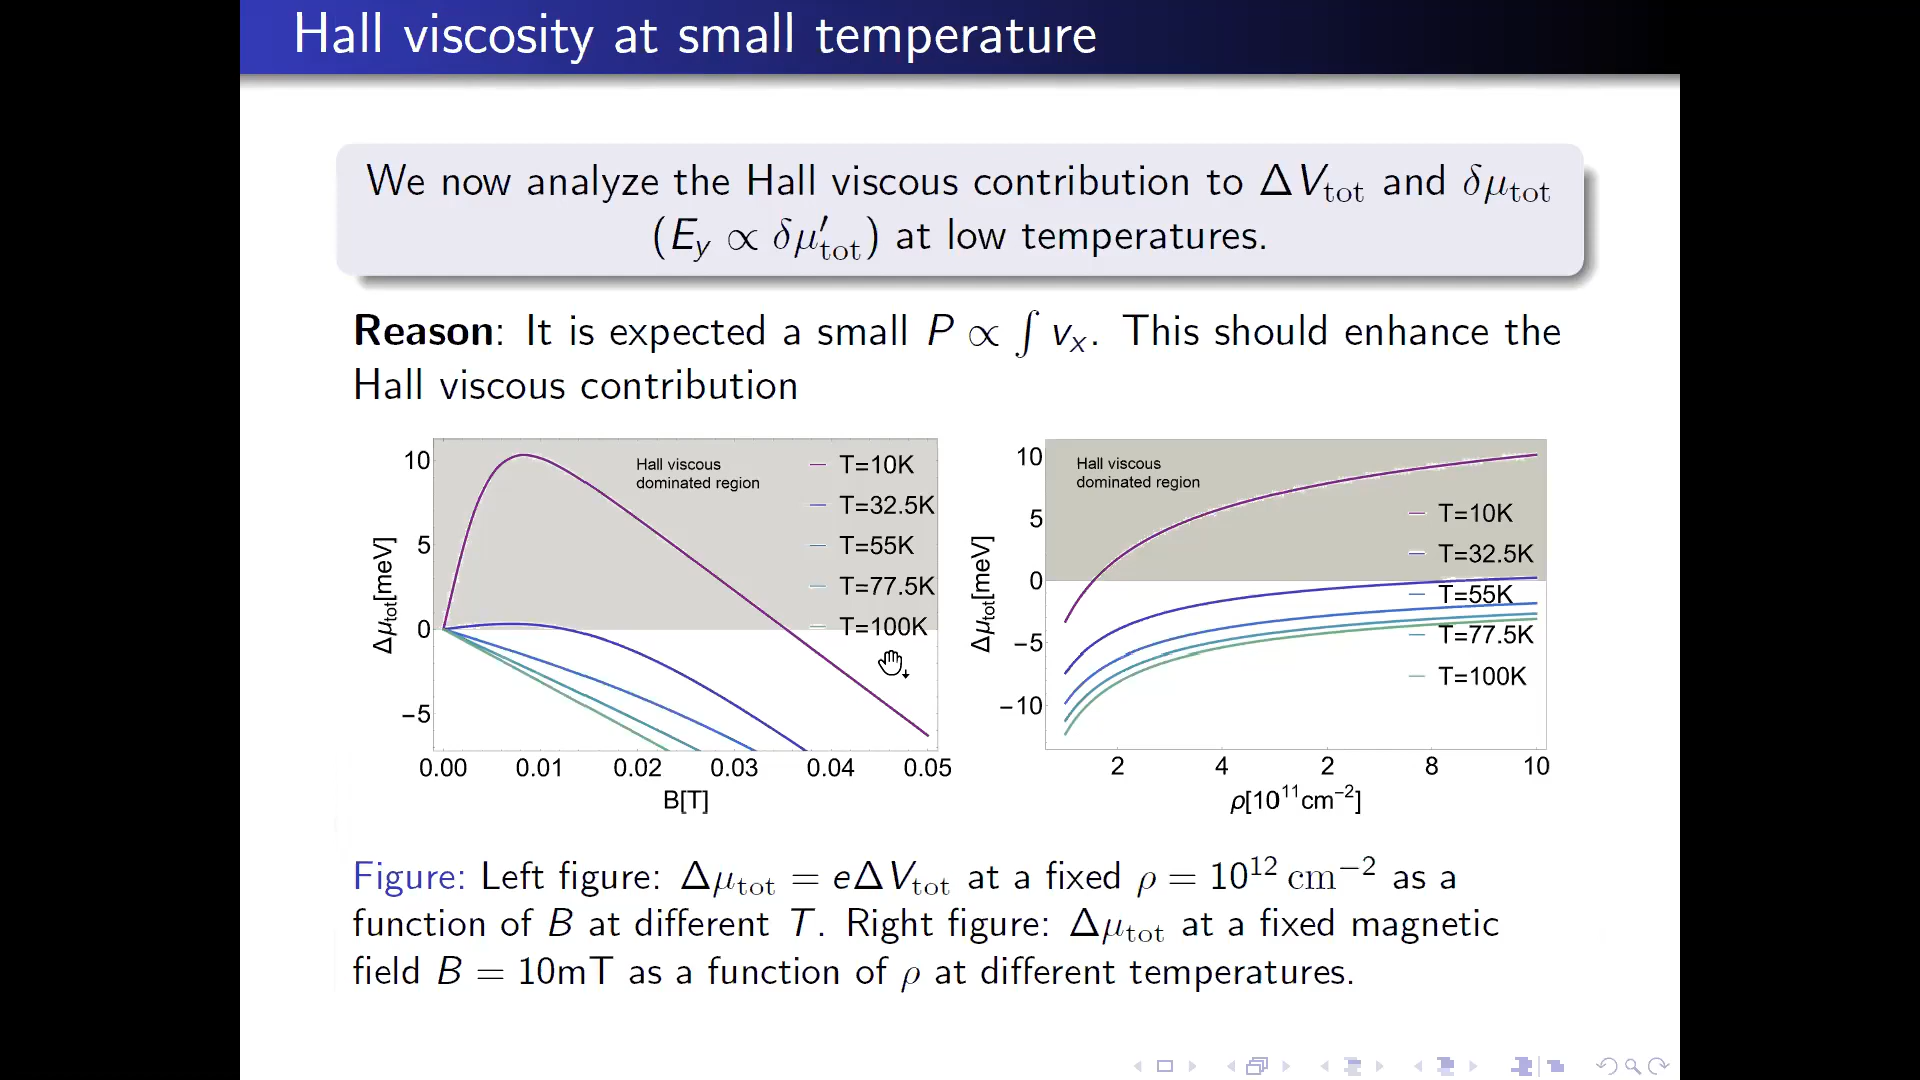 Hall viscosity at small temperature
We now analyze the Hall viscous contribution to ΔV_tot and δμ_tot
(E_y ∝ δμ′_tot) at low temperatures.
Reason: It is expected a small P ∝ ∫ v_x. This should enhance the
Hall viscous contribution
Δμ_tot[meV]
10
5
0
−5
Hall viscous
dominated region
T=10K
T=32.5K
T=55K
T=77.5K
T=100K
0.00 0.01 0.02 0.03 0.04 0.05
B[T]
Δμ_tot[meV]
10
5
0
−5
−10
Hall viscous
dominated region
T=10K
T=32.5K
T=55K
T=77.5K
T=100K
2 4 2 8 10
ρ[10¹¹cm⁻²]
Figure: Left figure: Δμ_tot = eΔV_tot at a fixed ρ = 10¹² cm⁻² as a
function of B at different T. Right figure: Δμ_tot at a fixed magnetic
field B = 10mT as a function of ρ at different temperatures.